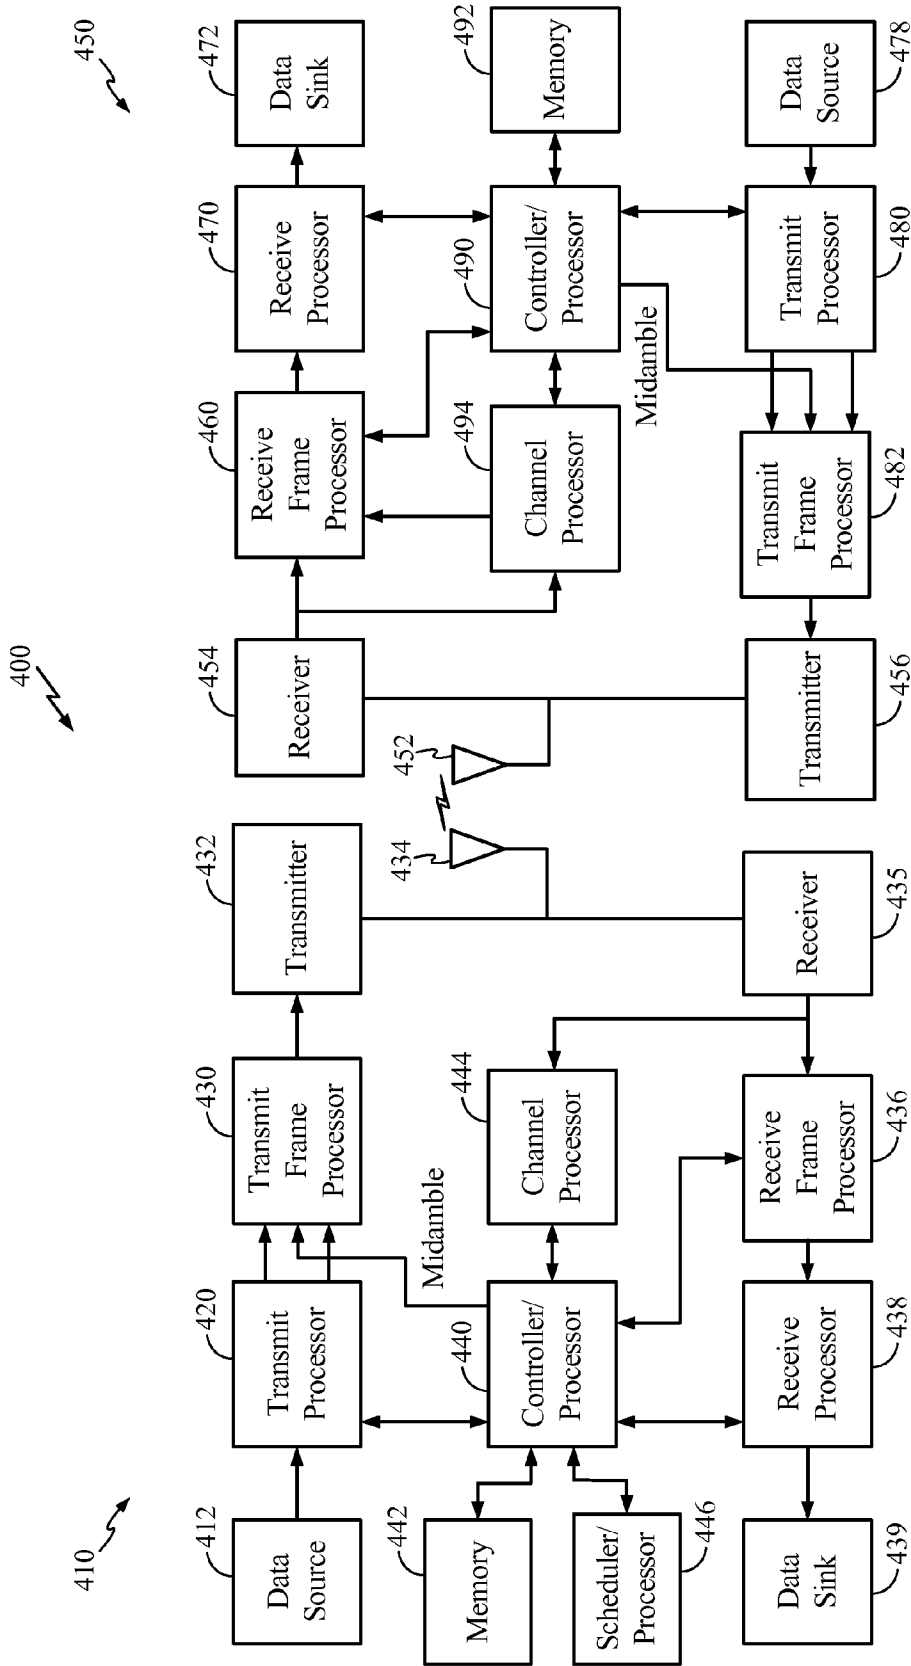 400
410
450
412
Data
Source
420
Transmit
Processor
430
Transmit
Frame
Processor
432
Transmitter
454
Receiver
460
Receive
Frame
Processor
470
Receive
Processor
472
Data
Sink
Midamble
434
452
442
Memory
440
Controller/
Processor
444
Channel
Processor
494
Channel
Processor
490
Controller/
Processor
492
Memory
446
Scheduler/
Processor
Midamble
Data
Sink
439
Receive
Processor
438
Receive
Frame
Processor
436
Receiver
435
Transmitter
456
Transmit
Frame
Processor
482
Transmit
Processor
480
Data
Source
478